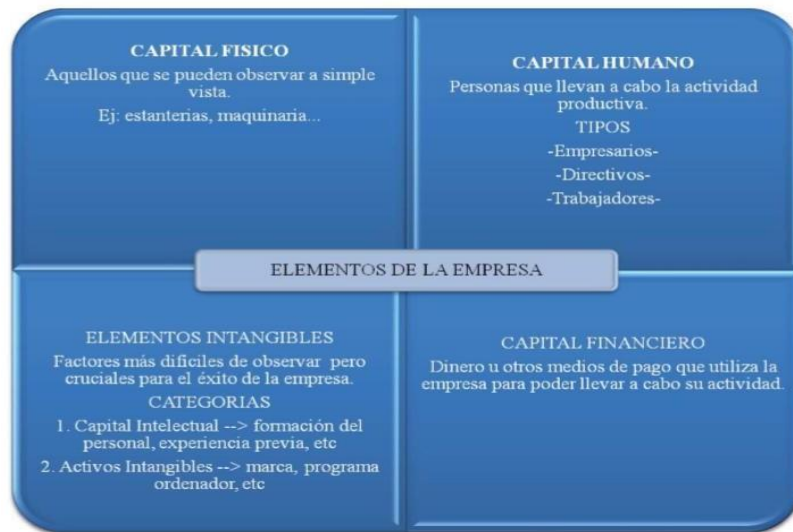 CAPITAL FISICO
Aquellos que se pueden observar a simple
vista.
Ej: estanterias, maquinaria...
CAPITAL HUMANO
Personas que llevan a cabo la actividad
productiva.
TIPOS
-Empresarios-
-Directivos-
-Trabajadores-
ELEMENTOS DE LA EMPRESA
ELEMENTOS INTANGIBLES
Factores más dificiles de observar pero
cruciales para el éxito de la empresa.
CATEGORIAS
1. Capital Intelectual --> formación del
personal, experiencia previa, etc
2. Activos Intangibles --> marca, programa
ordenador, etc
CAPITAL FINANCIERO
Dinero u otros medios de pago que utiliza la
empresa para poder llevar a cabo su actividad.